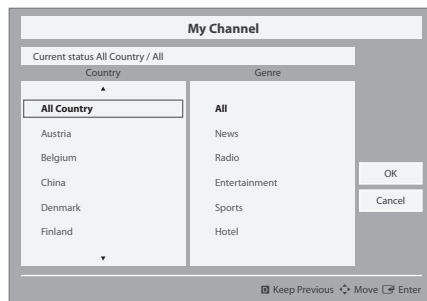 My Channel
Current status All Country / All
Country Genre
All Country All
Austria News
Belgium Radio
China Entertainment
Denmark Sports
Finland Hotel
OK
Cancel
D Keep Previous Move Enter